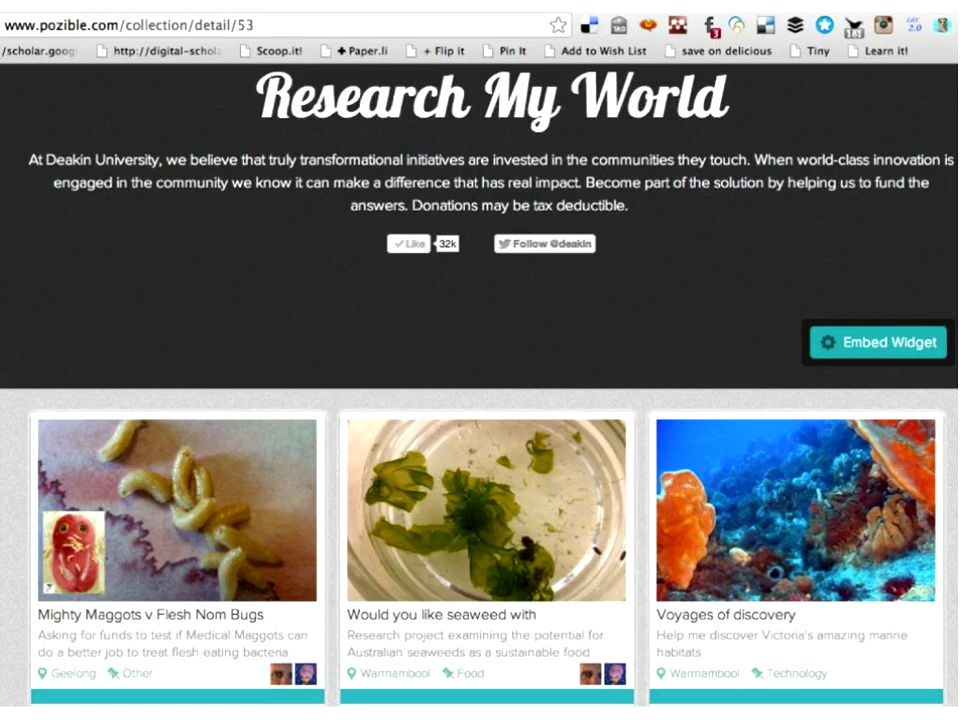 www.pozible.com/collection/detail/53
/scholar.goog http://digital-schol Scoop.it! ✚ Paper.li + Flip it Pin It Add to Wish List save on delicious Tiny Learn it!
Research My World
At Deakin University, we believe that truly transformational initiatives are invested in the communities they touch. When world-class innovation is
engaged in the community we know it can make a difference that has real impact. Become part of the solution by helping us to fund the
answers. Donations may be tax deductible.
Like 32k Follow @deakin
Embed Widget
Mighty Maggots v Flesh Nom Bugs
Asking for funds to test if Medical Maggots can
do a better job to treat flesh eating bacteria
Geelong Other
Would you like seaweed with
Research project examining the potential for
Australian seaweeds as a sustainable food
Warrnambool Food
Voyages of discovery
Help me discover Victoria's amazing marine
habitats
Warrnambool Technology